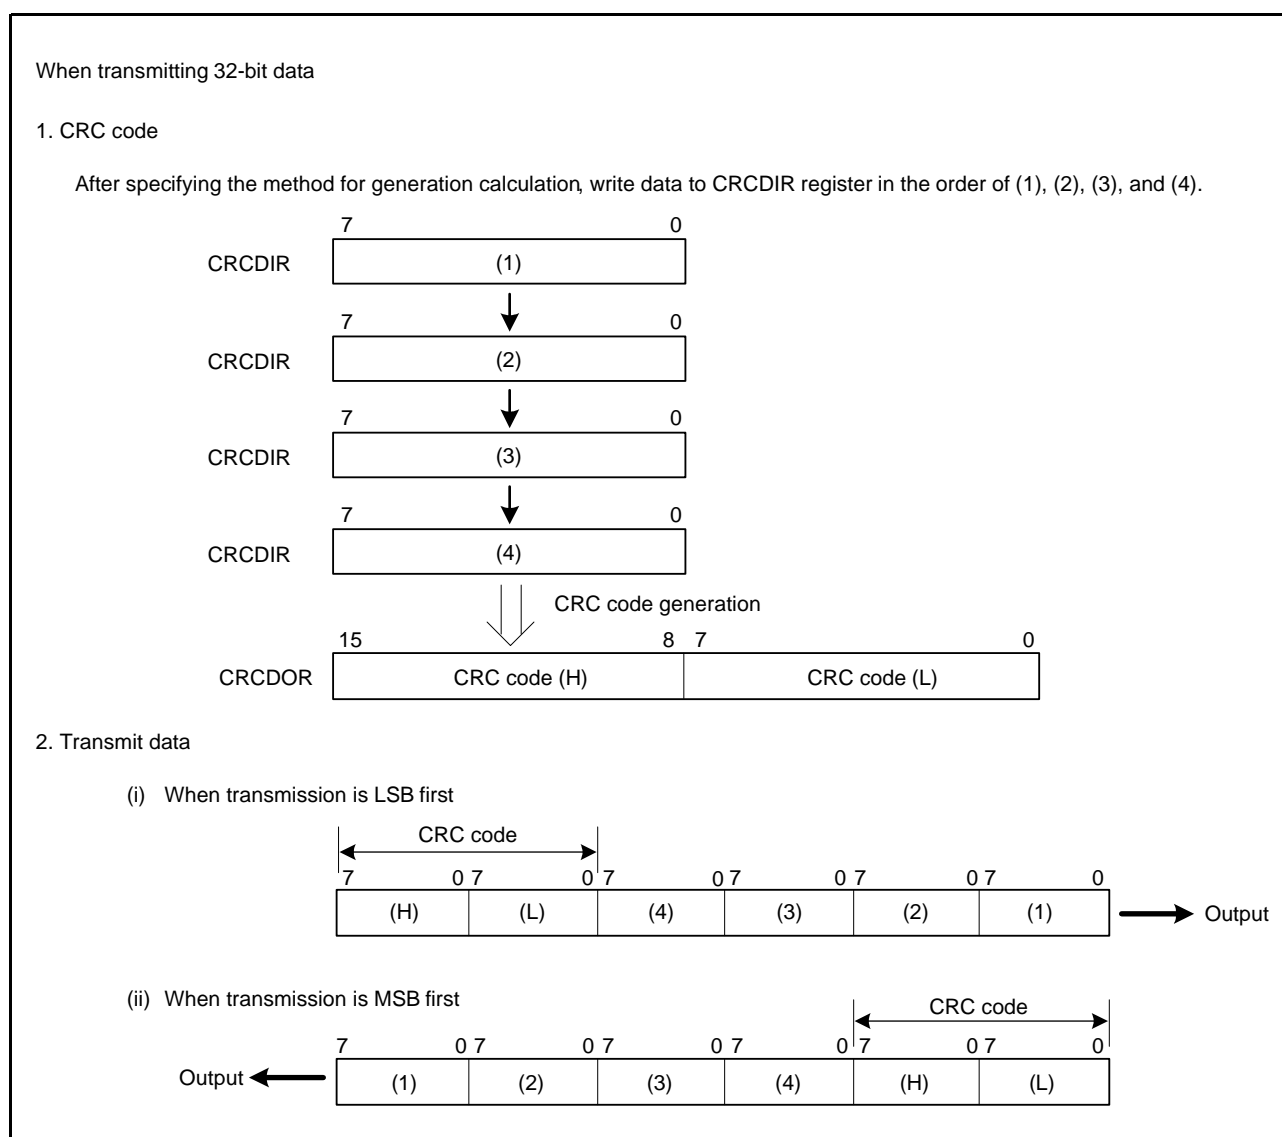 When transmitting 32-bit data
1. CRC code
After specifying the method for generation calculation, write data to CRCDIR register in the order of (1), (2), (3), and (4).
7 0
CRCDIR (1)
7 0
CRCDIR (2)
7 0
CRCDIR (3)
7 0
CRCDIR (4)
CRC code generation
15 8 7 0
CRCDOR CRC code (H) CRC code (L)
2. Transmit data
(i) When transmission is LSB first
CRC code
7 0 7 0 7 0 7 0 7 0 7 0
(H) (L) (4) (3) (2) (1) Output
(ii) When transmission is MSB first
CRC code
7 0 7 0 7 0 7 0 7 0 7 0
Output (1) (2) (3) (4) (H) (L)